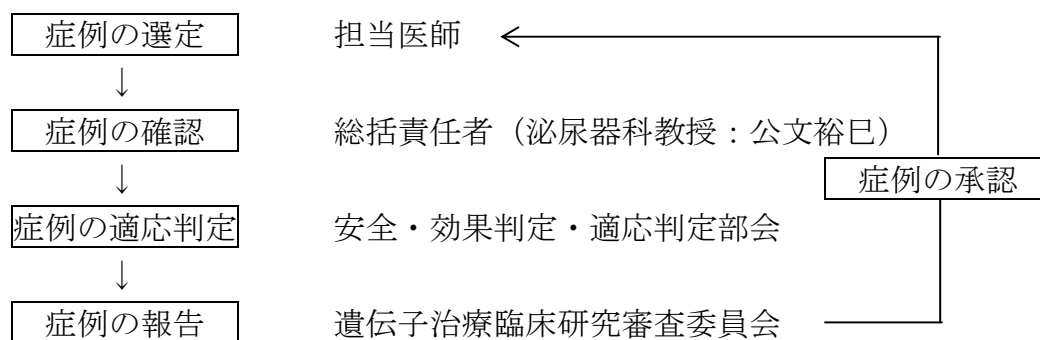 症例の選定 担当医師
↓
症例の確認 総括責任者（泌尿器科教授：公文裕巳）
↓
症例の承認
症例の適応判定 安全・効果判定・適応判定部会
↓
症例の報告 遺伝子治療臨床研究審査委員会